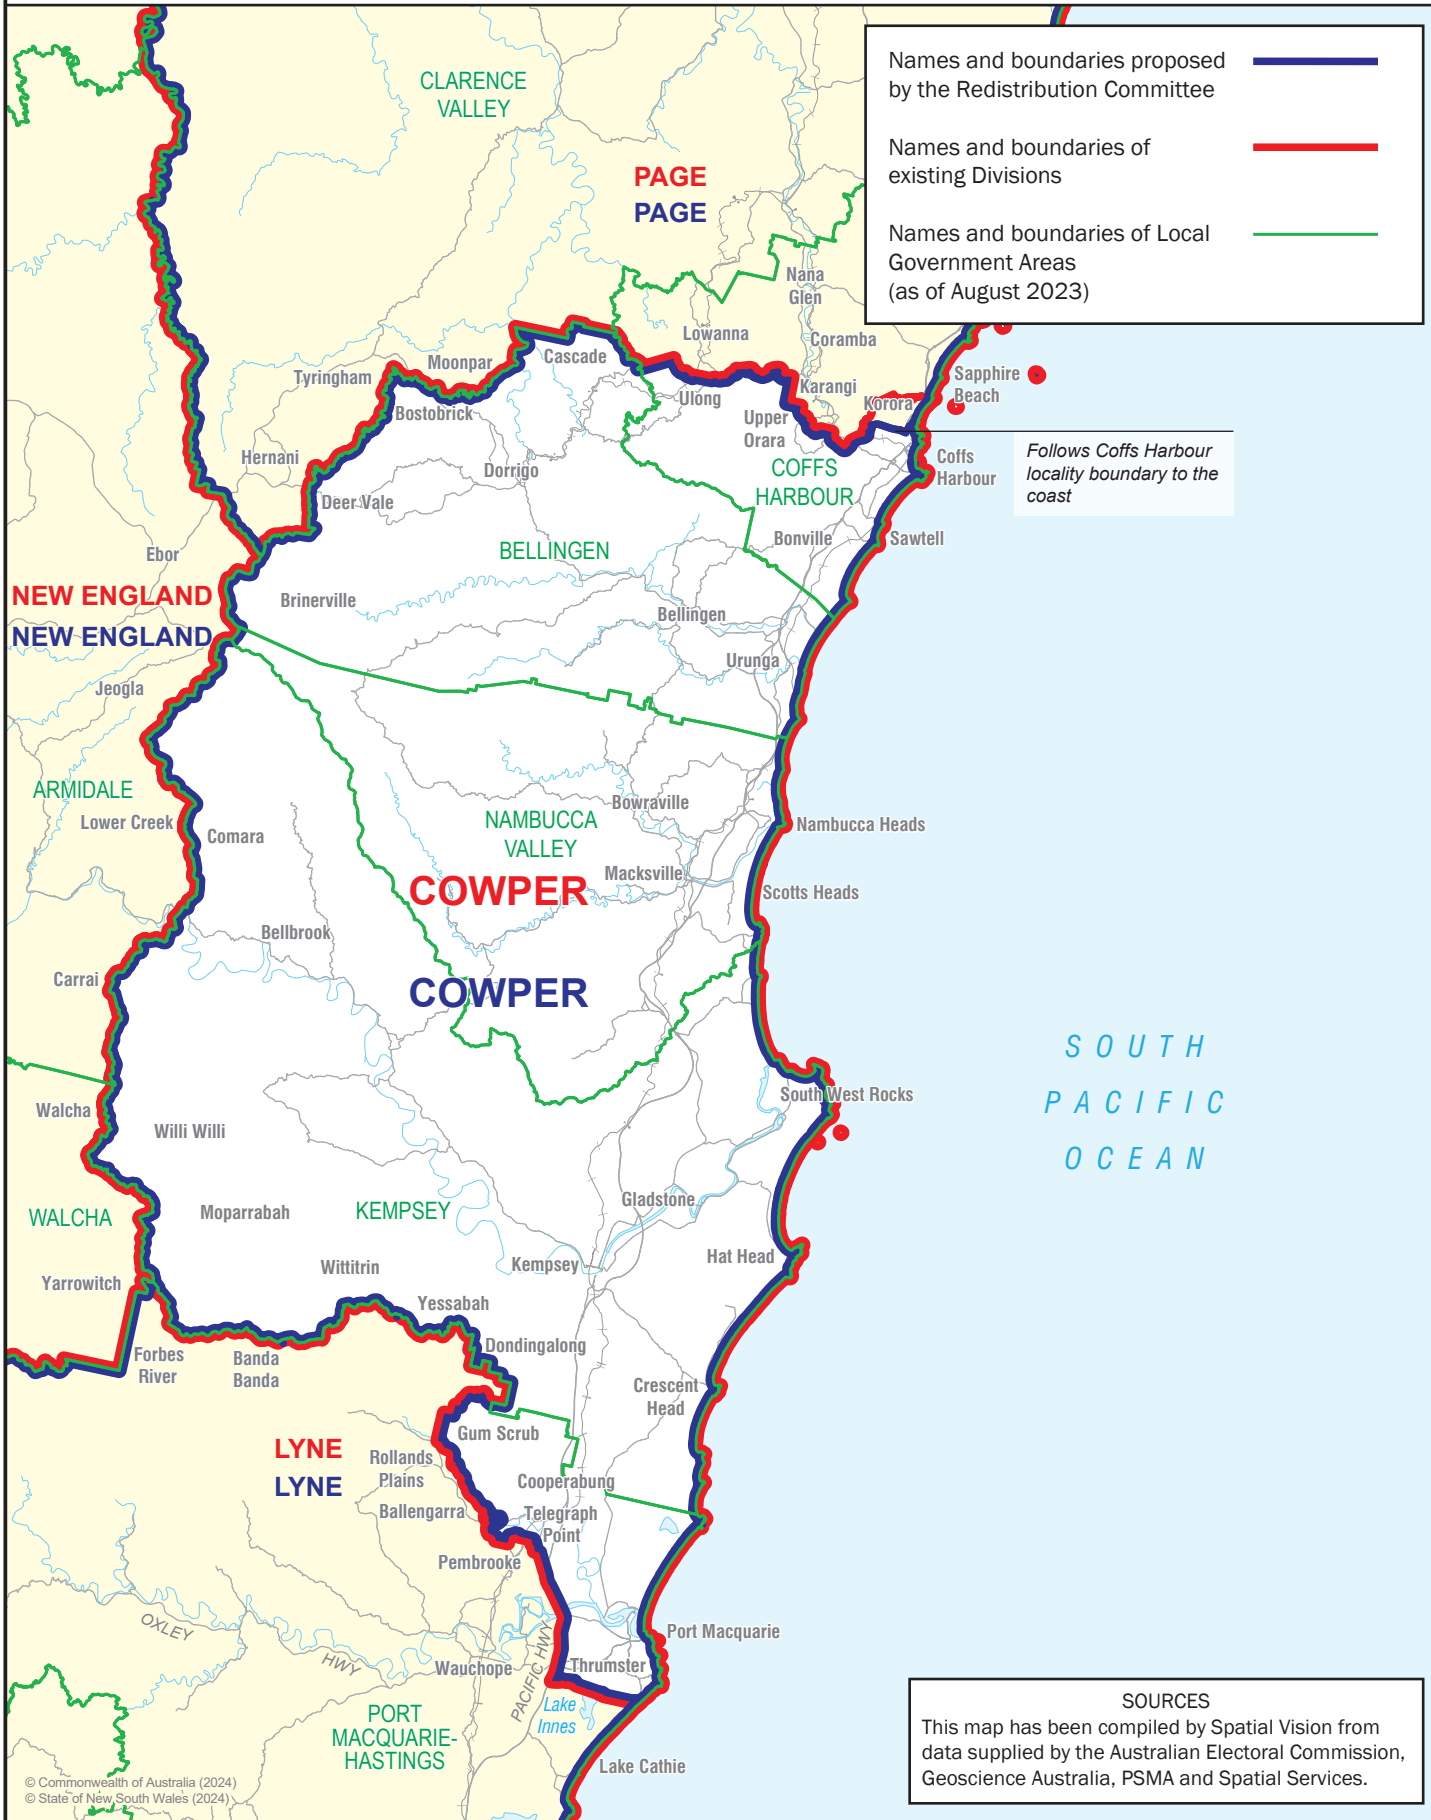 Names and boundaries proposed
by the Redistribution Committee
Names and boundaries of
existing Divisions
Names and boundaries of Local
Government Areas
(as of August 2023)
CLARENCE
VALLEY
PAGE
PAGE
Nana
Glen
Lowanna
Coramba
Cascade
Moonpar
Tyringham
Bostobrick
Ulong
Karangi
Korora
Sapphire
Beach
Upper
Orara
Hernani
Dorrigo
COFFS
HARBOUR
Coffs
Harbour
Follows Coffs Harbour
locality boundary to the
coast
Deer Vale
Bonville
Sawtell
Ebor
BELLINGEN
NEW ENGLAND
NEW ENGLAND
Brinerville
Bellingen
Urunga
Jeogla
ARMIDALE
Lower Creek
Comara
Bowraville
NAMBUCCA
VALLEY
Nambucca Heads
Macksville
COWPER
Scotts Heads
Bellbrook
Carrai
COWPER
SOUTH
PACIFIC
OCEAN
South West Rocks
Walcha
Willi Willi
WALCHA
Moparrabah
KEMPSEY
Gladstone
Hat Head
Kempsey
Wittitrin
Yarrowitch
Yessabah
Dondingalong
Forbes
River
Banda
Banda
Crescent
Head
Gum Scrub
LYNE
LYNE
Rollands
Plains
Cooperabung
Ballengarra
Telegraph
Point
Pembrooke
OXLEY
HWY
PACIFIC HWY
Port Macquarie
Wauchope
Thrumster
Lake
Innes
PORT
MACQUARIE-
HASTINGS
Lake Cathie
SOURCES
This map has been compiled by Spatial Vision from
data supplied by the Australian Electoral Commission,
Geoscience Australia, PSMA and Spatial Services.
© Commonwealth of Australia (2024)
© State of New South Wales (2024)